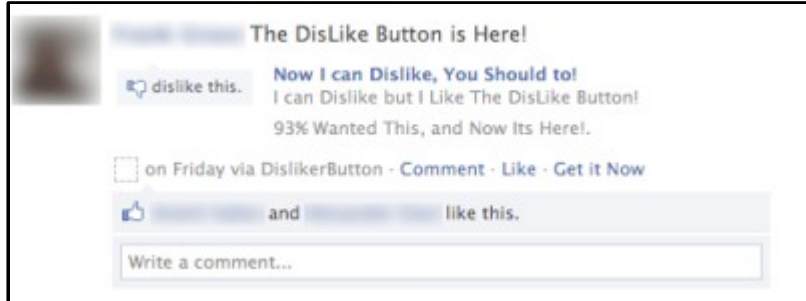 The DisLike Button is Here!
dislike this.
Now I can Dislike, You Should to!
I can Dislike but I Like The DisLike Button!
93% Wanted This, and Now Its Here!.
on Friday via DislikerButton · Comment · Like · Get it Now
and like this.
Write a comment...